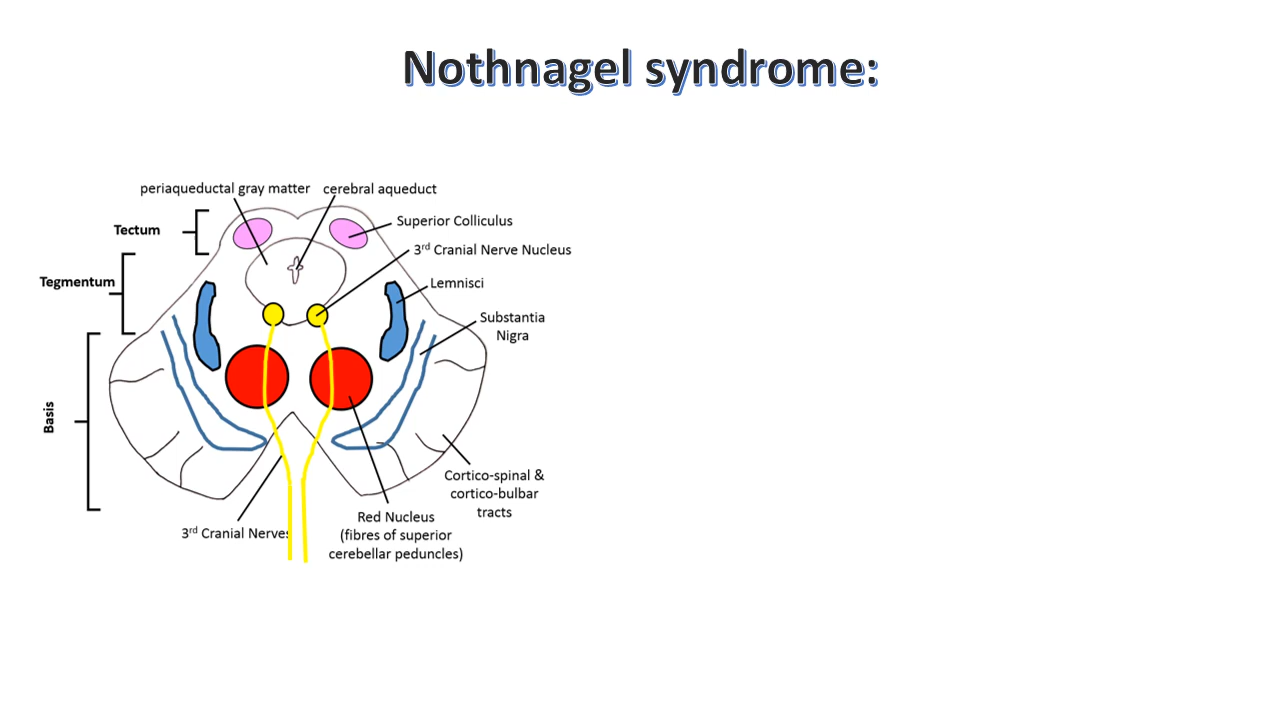 Nothnagel syndrome:
periaqueductal gray matter
cerebral aqueduct
Tectum
Superior Colliculus
3rd Cranial Nerve Nucleus
Tegmentum
Lemnisci
Substantia
Nigra
Basis
Cortico-spinal &
cortico-bulbar
tracts
Red Nucleus
(fibres of superior
cerebellar peduncles)
3rd Cranial Nerves